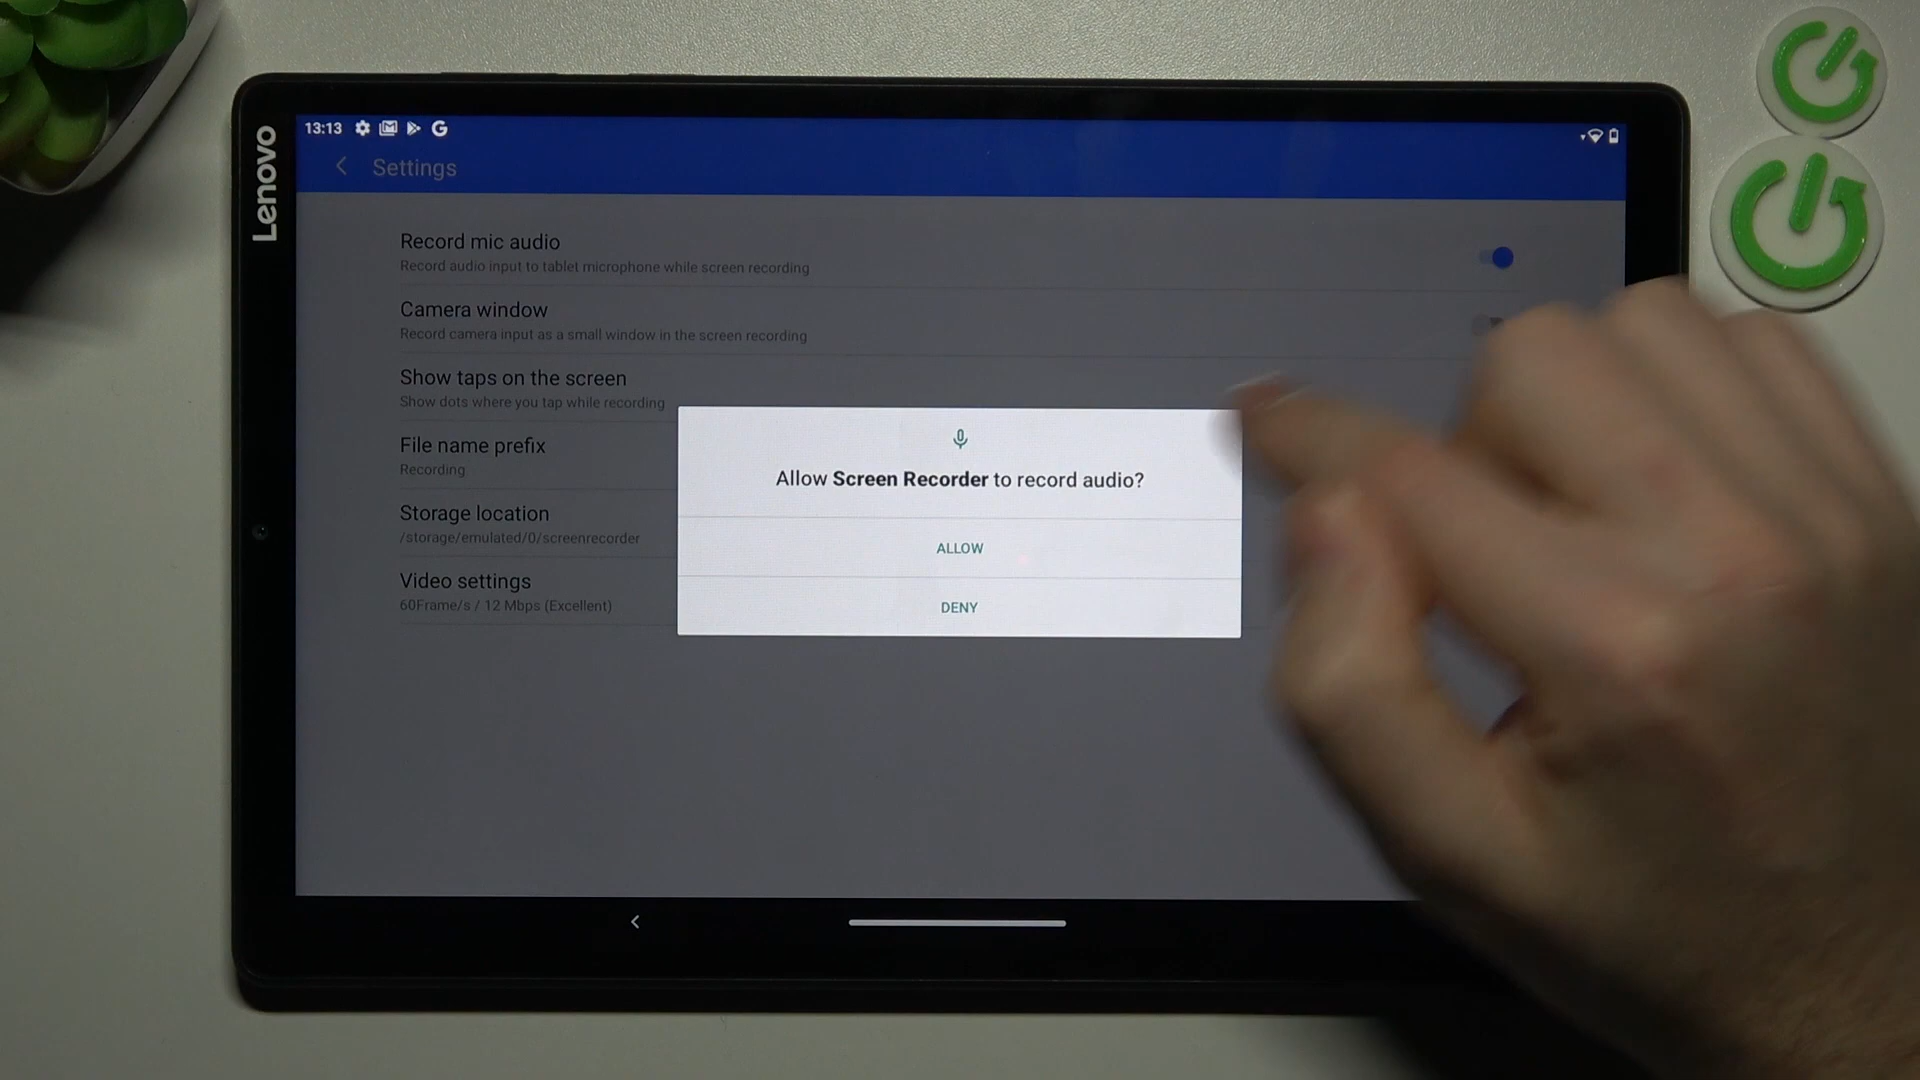 Lenovo
13:13
Settings
Record mic audio
Record audio input to tablet microphone while screen recording
Camera window
Record camera input as a small window in the screen recording
Show taps on the screen
Show dots where you tap while recording
File name prefix
Recording
Storage location
/storage/emulated/0/screenrecorder
Video settings
60Frame/s / 12 Mbps (Excellent)
Allow Screen Recorder to record audio?
ALLOW
DENY